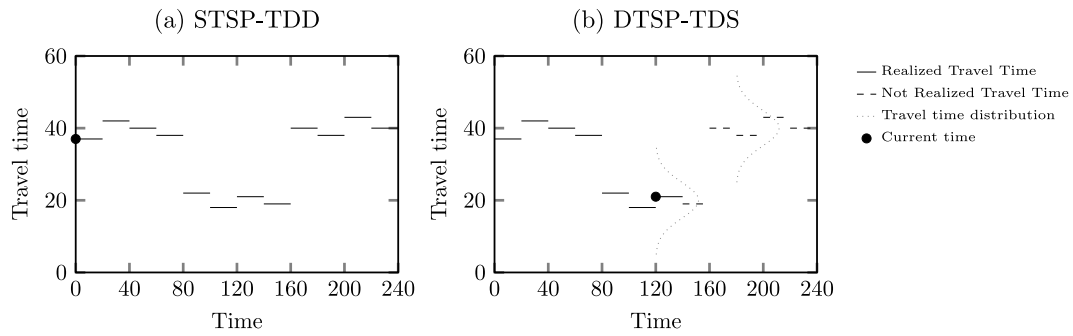 (a) STSP-TDD
60
40
20
0
Travel time
0 40 80 120 160 200 240
Time
(b) DTSP-TDS
60
40
20
0
Travel time
0 40 80 120 160 200 240
Time
Realized Travel Time
Not Realized Travel Time
Travel time distribution
Current time